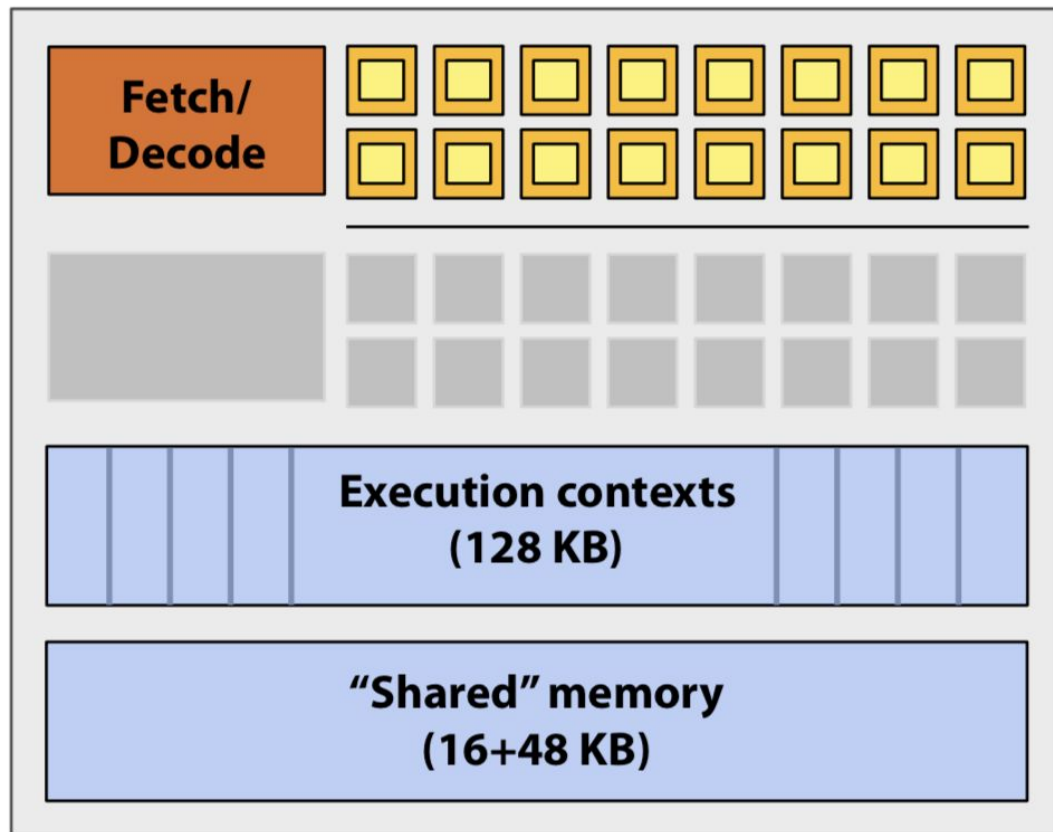 Fetch/
Decode
Execution contexts
(128 KB)
“Shared” memory
(16+48 KB)